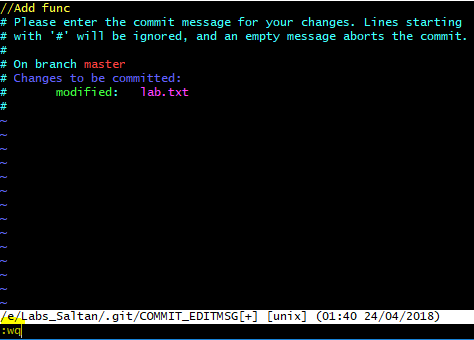 //Add func
# Please enter the commit message for your changes. Lines starting
# with '#' will be ignored, and an empty message aborts the commit.
#
# On branch master
# Changes to be committed:
#       modified:   lab.txt
#
~
~
~
~
~
~
~
~
~
~
~
~
~
~
/e/Labs_Saltan/.git/COMMIT_EDITMSG[+] [unix] (01:40 24/04/2018)
:wq